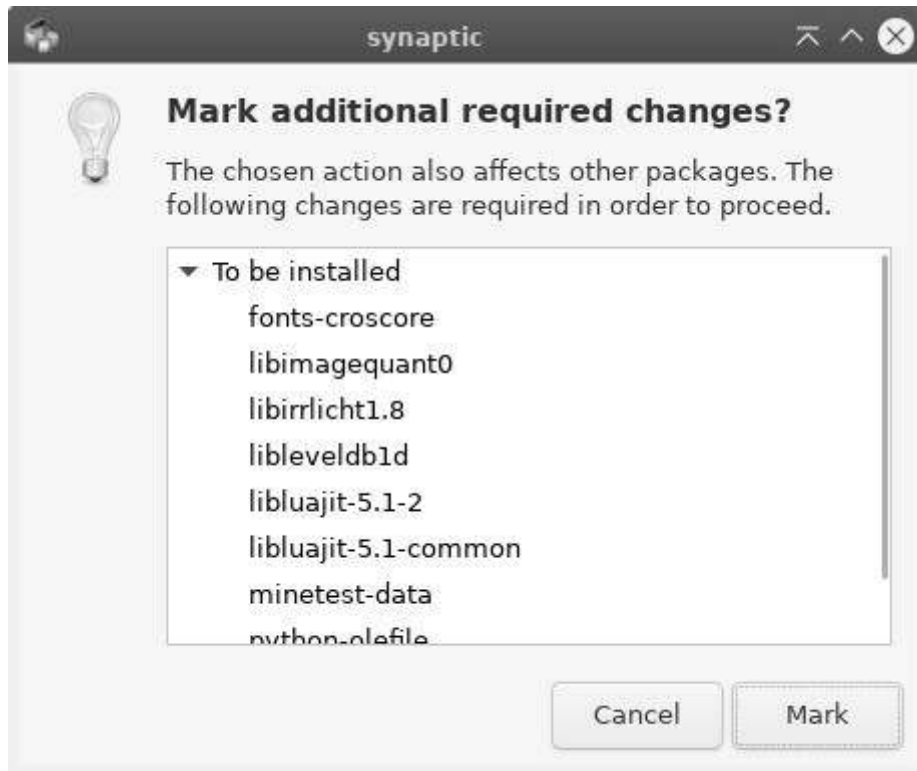 synaptic
Mark additional required changes?
The chosen action also affects other packages. The
following changes are required in order to proceed.
To be installed
fonts-croscore
libimagequant0
libirrlicht1.8
libleveldb1d
libluajit-5.1-2
libluajit-5.1-common
minetest-data
python-olefile
Cancel
Mark